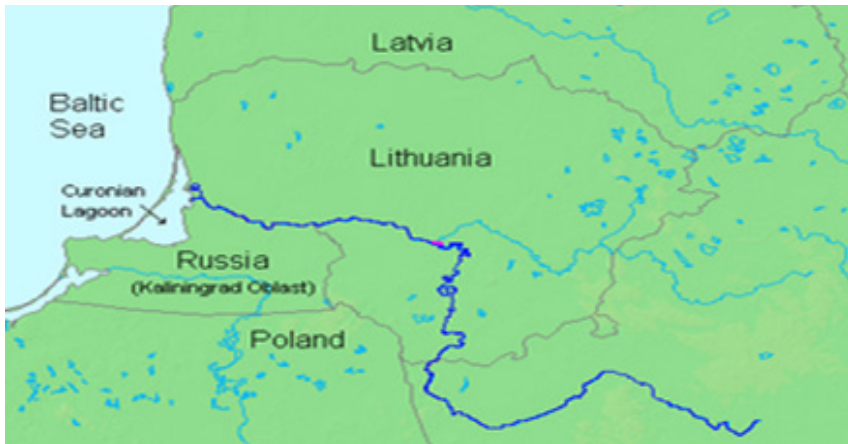 Latvia
Baltic
Sea
Lithuania
Curonian
Lagoon
Russia
(Kaliningrad Oblast)
Poland